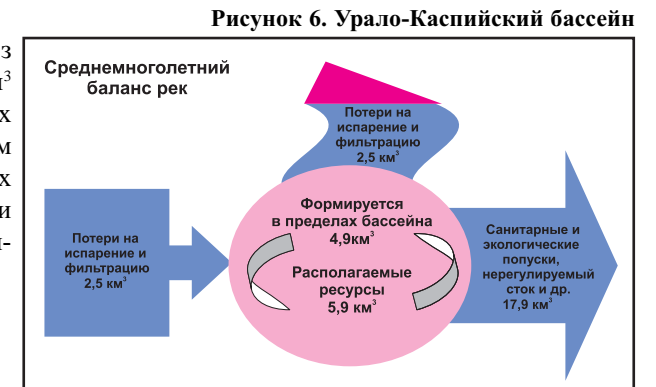 Рисунок 6. Урало-Каспийский бассейн
з
х
м
х
и
Среднемноголетний
баланс рек
Потери на
испарение и
фильтрацию
2,5 км³
Формируется
в пределах бассейна
4,9км³
Потери на
испарение и
фильтрацию
2,5 км³
Располагаемые
ресурсы
5,9 км³
Санитарные и
экологические
попуски,
нерегулируемый
сток и др.
17,9 км³